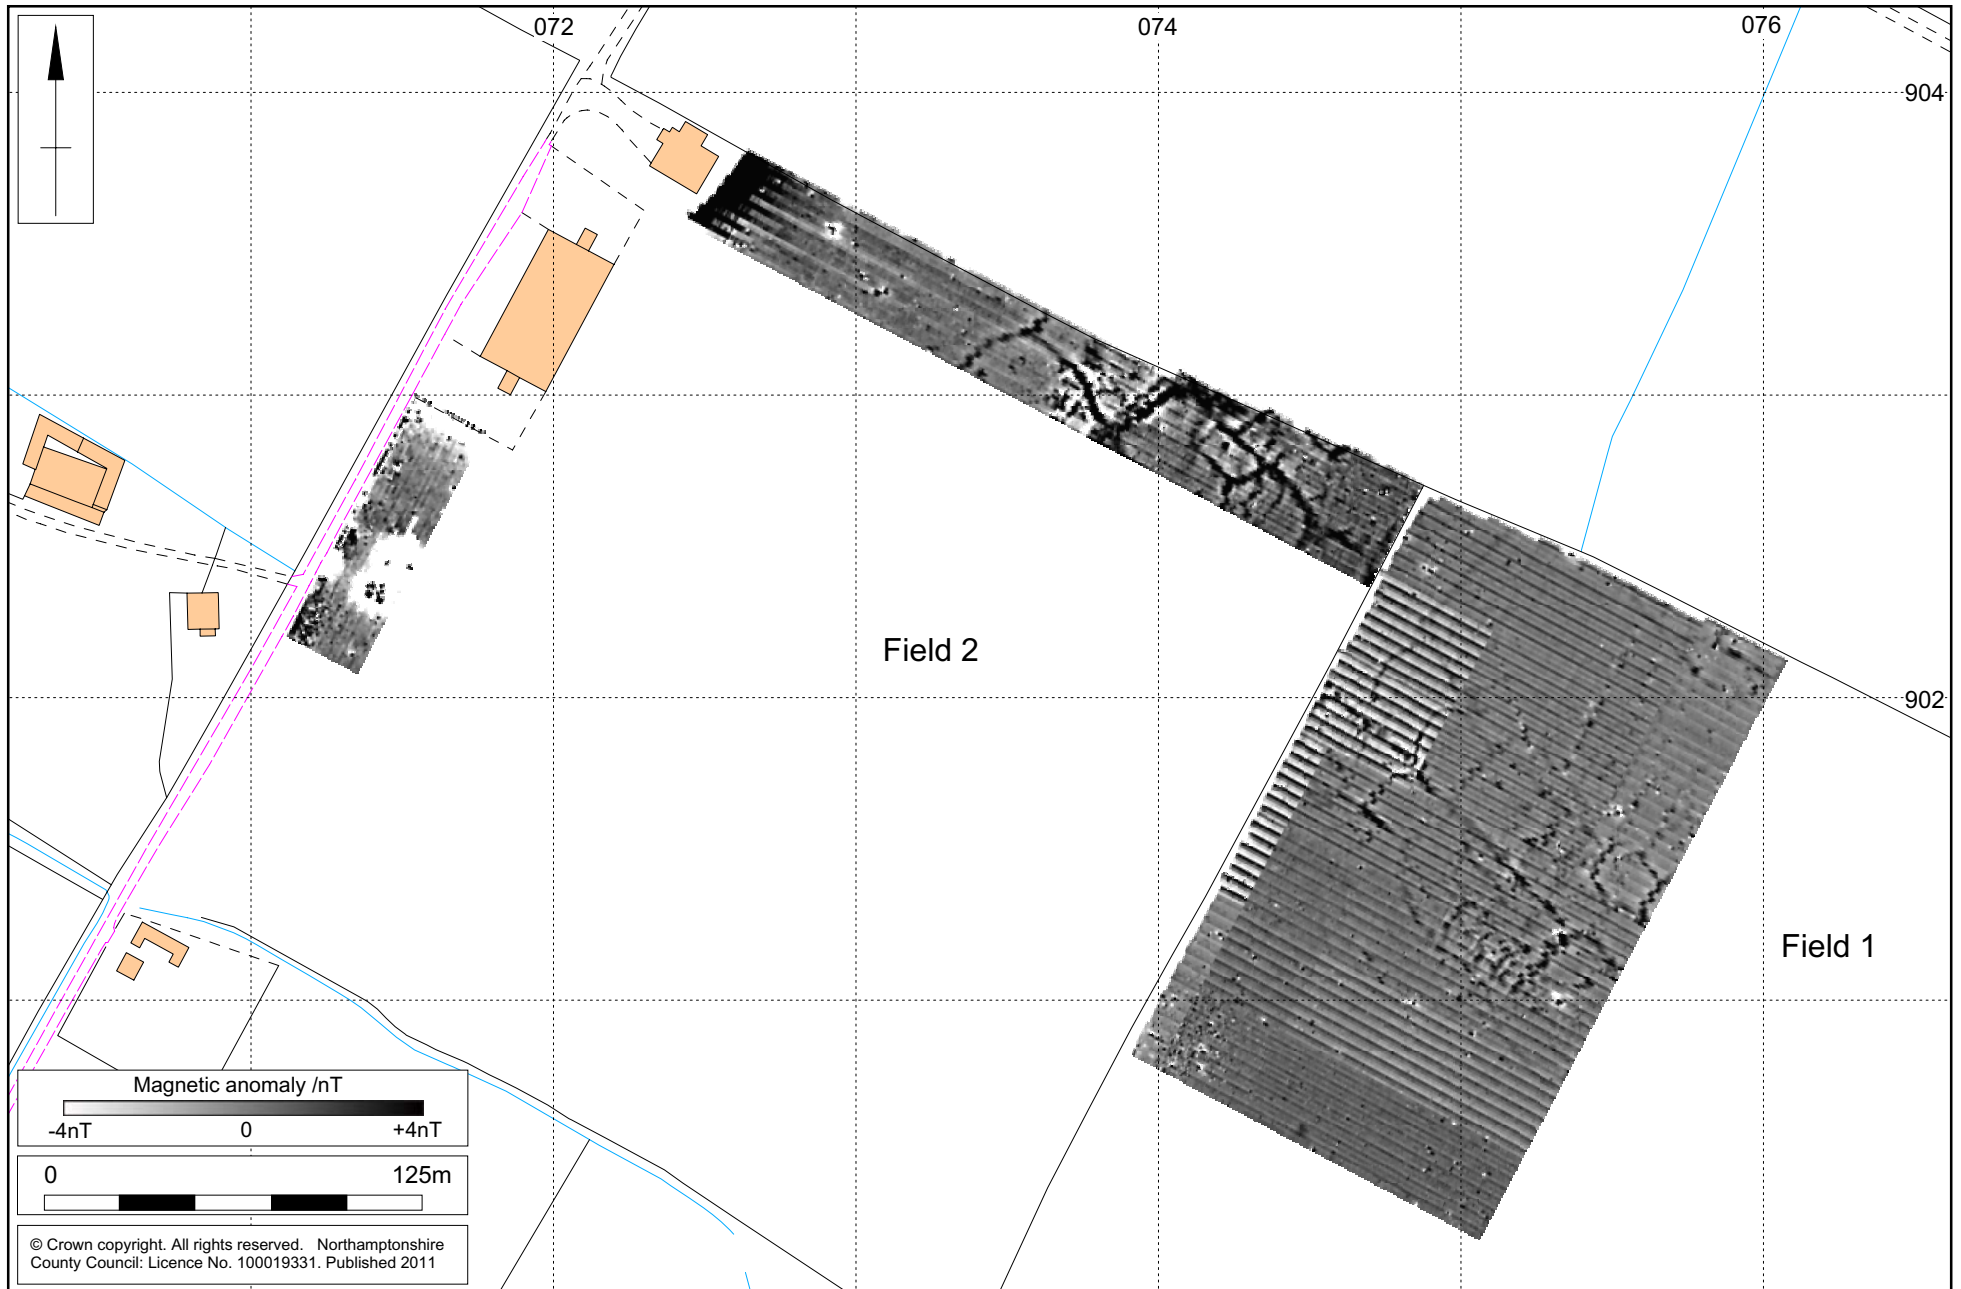 072
074
076
904
Field 2
902
Field 1
Magnetic anomaly /nT
-4nT 0 +4nT
0 125m
© Crown copyright. All rights reserved. Northamptonshire
County Council: Licence No. 100019331. Published 2011